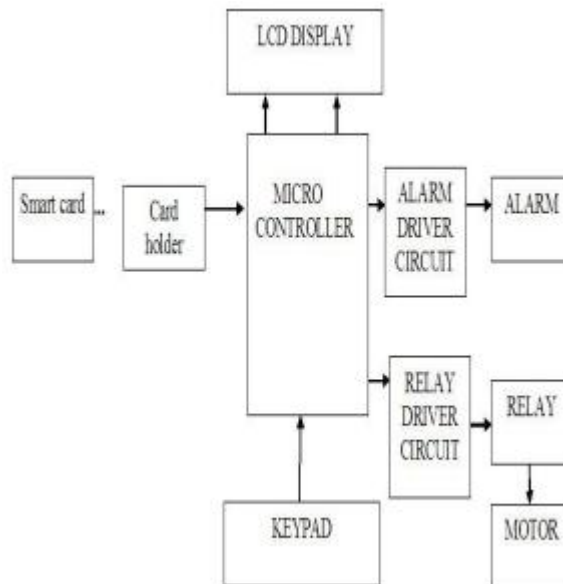 LCD DISPLAY
Smart card...
Card
holder
MICRO
CONTROLLER
ALARM
DRIVER
CIRCUIT
ALARM
RELAY
DRIVER
CIRCUIT
RELAY
KEYPAD
MOTOR